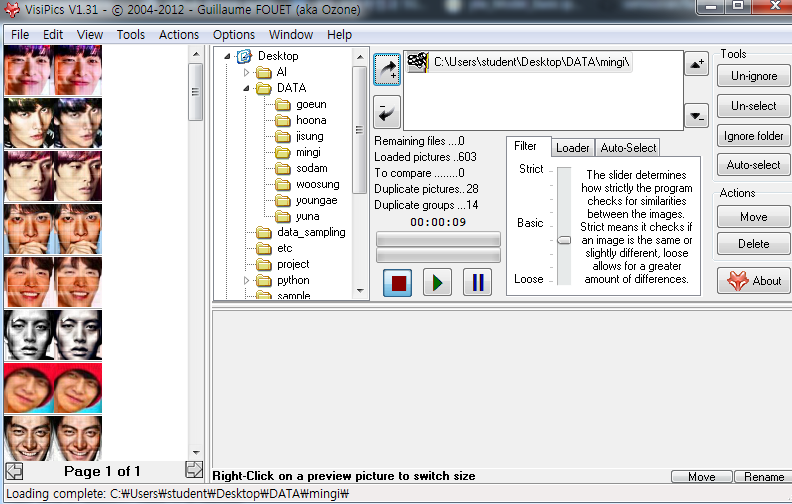 VisiPics V1.31 - © 2004-2012 - Guillaume FOUET (aka Ozone)
File Edit View Tools Actions Options Window Help
Desktop
AI
DATA
goeun
hoona
jisung
mingi
sodam
woosung
youngae
yuna
data_sampling
etc
project
python
sample
C:\Users\student\Desktop\DATA\mingi\
Remaining files ....0
Loaded pictures ..603
To compare ........0
Duplicate pictures.. 28
Duplicate groups ...14
00:00:09
Filter Loader Auto-Select
Strict
Basic
Loose
The slider determines
how strictly the program
checks for similarities
between the images.
Strict means it checks if
an image is the same or
slightly different, loose
allows for a greater
amount of differences.
Tools
Un-ignore
Un-select
Ignore folder
Auto-select
Actions
Move
Delete
About
Page 1 of 1
Right-Click on a preview picture to switch size
Move Rename
Loading complete: C:₩Users₩student₩Desktop₩DATA₩mingi₩